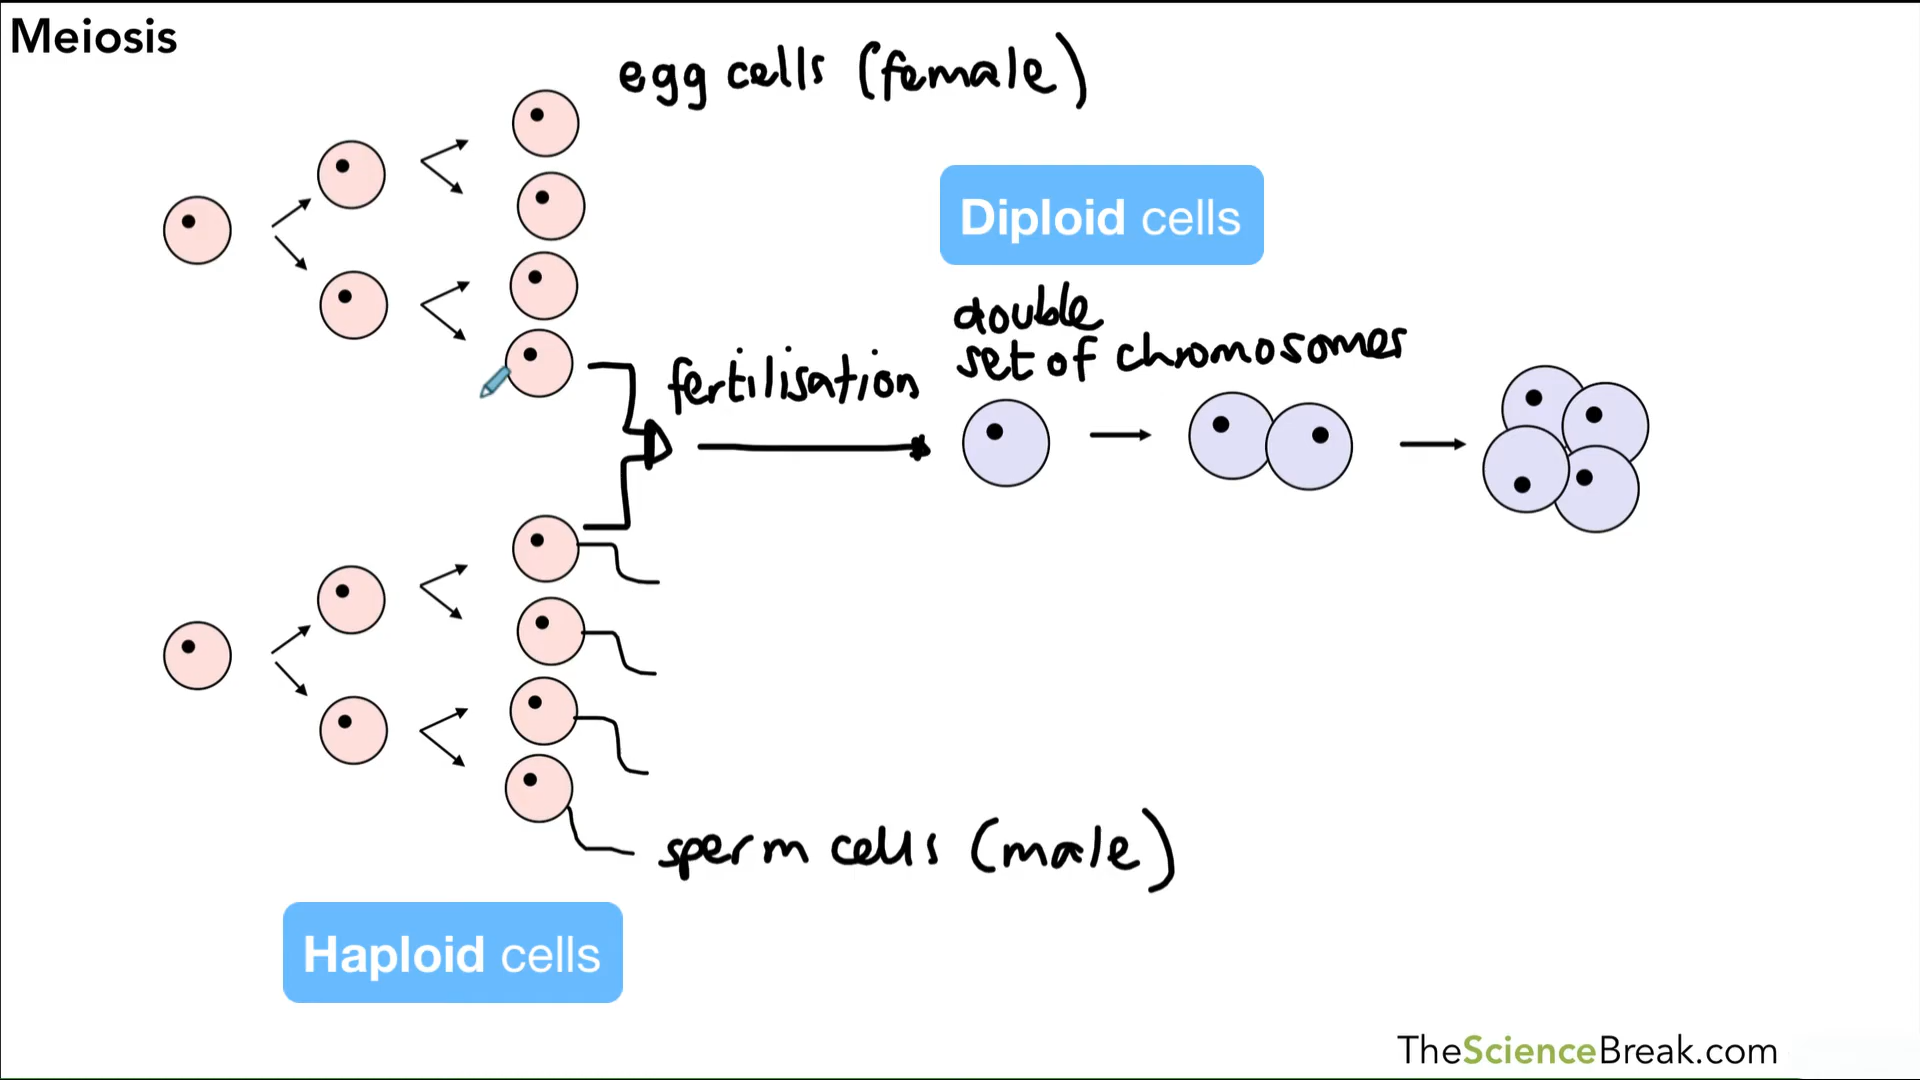 Meiosis
egg cells (female)
Diploid cells
double
set of chromosomes
fertilisation
sperm cells (male)
Haploid cells
TheScienceBreak.com